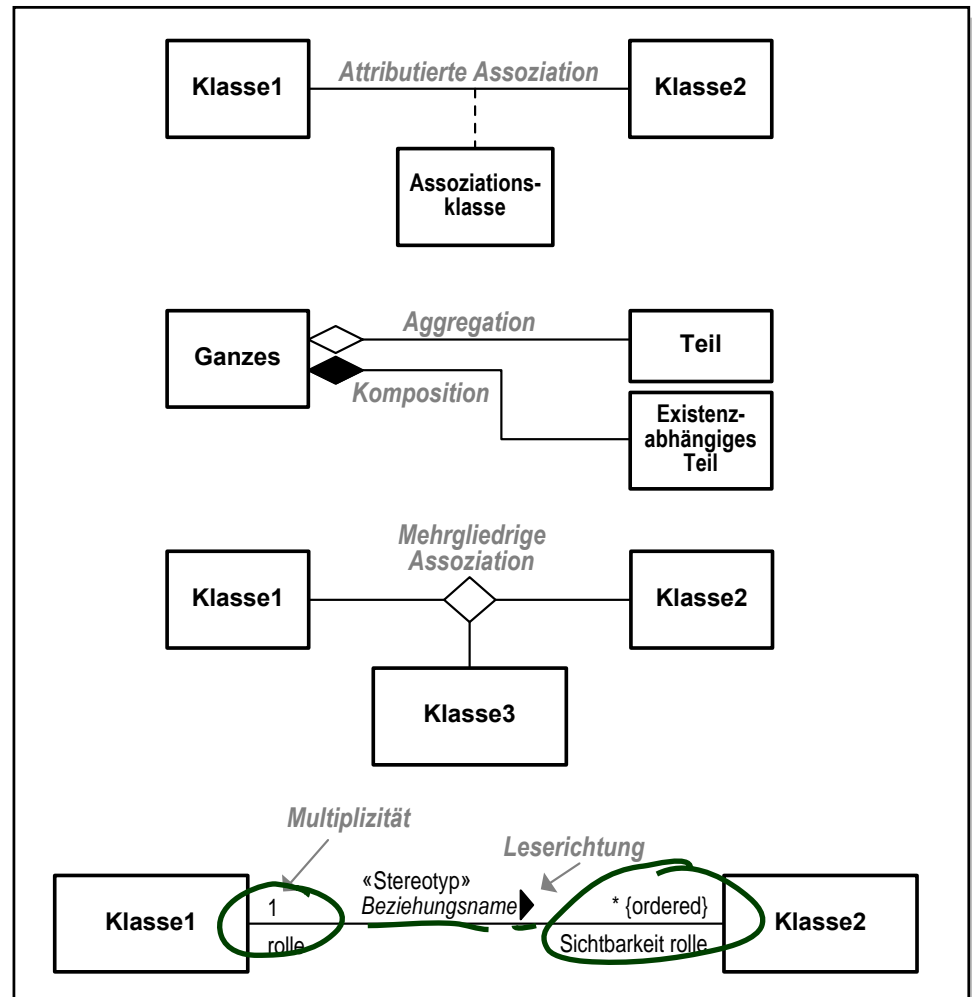 Attributierte Assoziation
Klasse1
Klasse2
Assoziations-
klasse
Aggregation
Ganzes
Teil
Komposition
Existenz-
abhängiges
Teil
Mehrgliedrige
Assoziation
Klasse1
Klasse2
Klasse3
Multiplizität
Leserichtung
«Stereotyp»
Klasse1
1
Beziehungsname
* {ordered}
Klasse2
rolle
Sichtbarkeit rolle